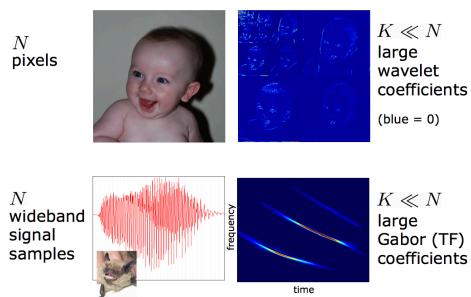 N
pixels
K ≪ N
large
wavelet
coefficients
(blue = 0)
N
wideband
signal
samples
frequency
time
K ≪ N
large
Gabor (TF)
coefficients